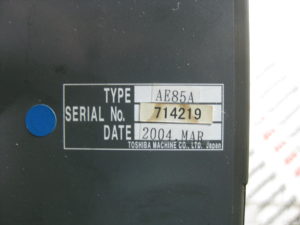 TYPE AE85A
SERIAL No. 714219
DATE 2004.MAR
TOSHIBA MACHINE CO., LTD. Japan